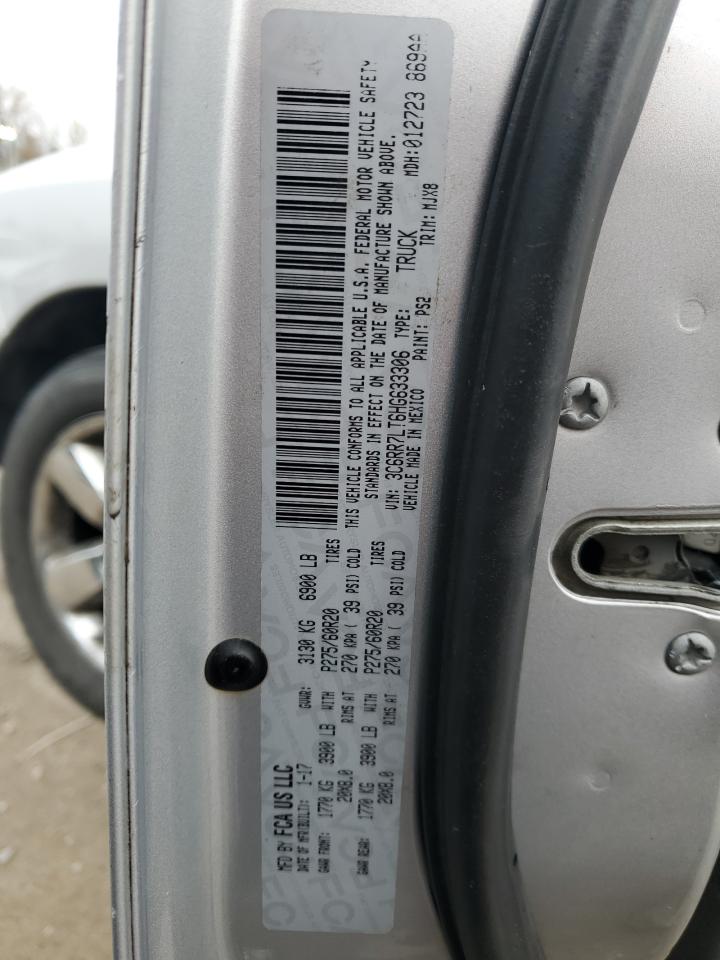 MFD BY FCA US LLC
DATE OF MFR(BUILT): 1-17 GVWR: 3130 KG 6900 LB
GAWR FRONT: 1770 KG 3900 LB WITH P275/60R20 TIRES
20X8.0 RIMS AT 270 KPA ( 39 PSI) COLD
GAWR REAR: 1770 KG 3900 LB WITH P275/60R20 TIRES
20X8.0 RIMS AT 270 KPA ( 39 PSI) COLD
THIS VEHICLE CONFORMS TO ALL APPLICABLE U.S.A. FEDERAL MOTOR VEHICLE SAFETY
STANDARDS IN EFFECT ON THE DATE OF MANUFACTURE SHOWN ABOVE.
VIN: 3C6RR7LT6HG633306 TYPE: TRUCK MDH:012723 869AA
VEHICLE MADE IN MEXICO PAINT: PS2 TRIM: MJX8